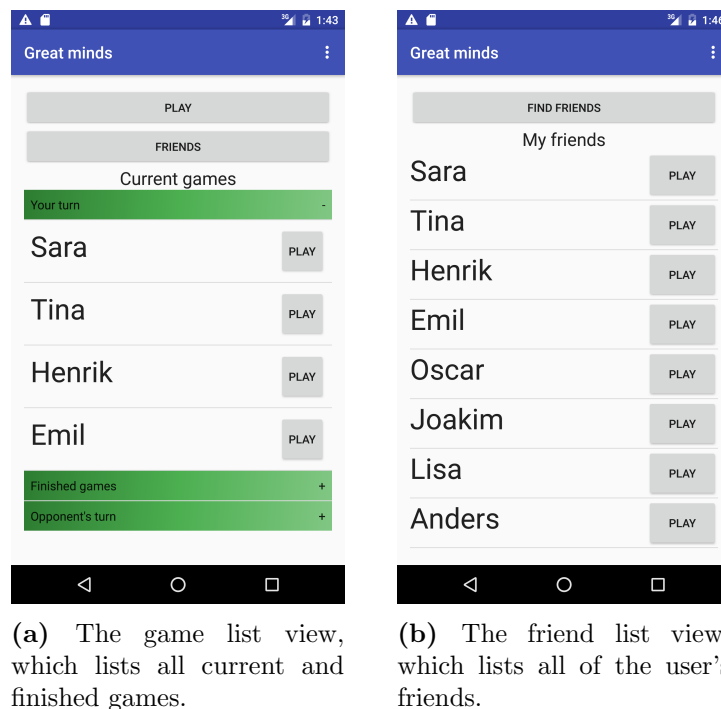 3G 1:43
Great minds
PLAY
FRIENDS
Current games
Your turn -
Sara PLAY
Tina PLAY
Henrik PLAY
Emil PLAY
Finished games +
Opponent's turn +
(a) The game list view,
which lists all current and
finished games.
3G 1:46
Great minds
FIND FRIENDS
My friends
Sara PLAY
Tina PLAY
Henrik PLAY
Emil PLAY
Oscar PLAY
Joakim PLAY
Lisa PLAY
Anders PLAY
(b) The friend list view
which lists all of the user's
friends.